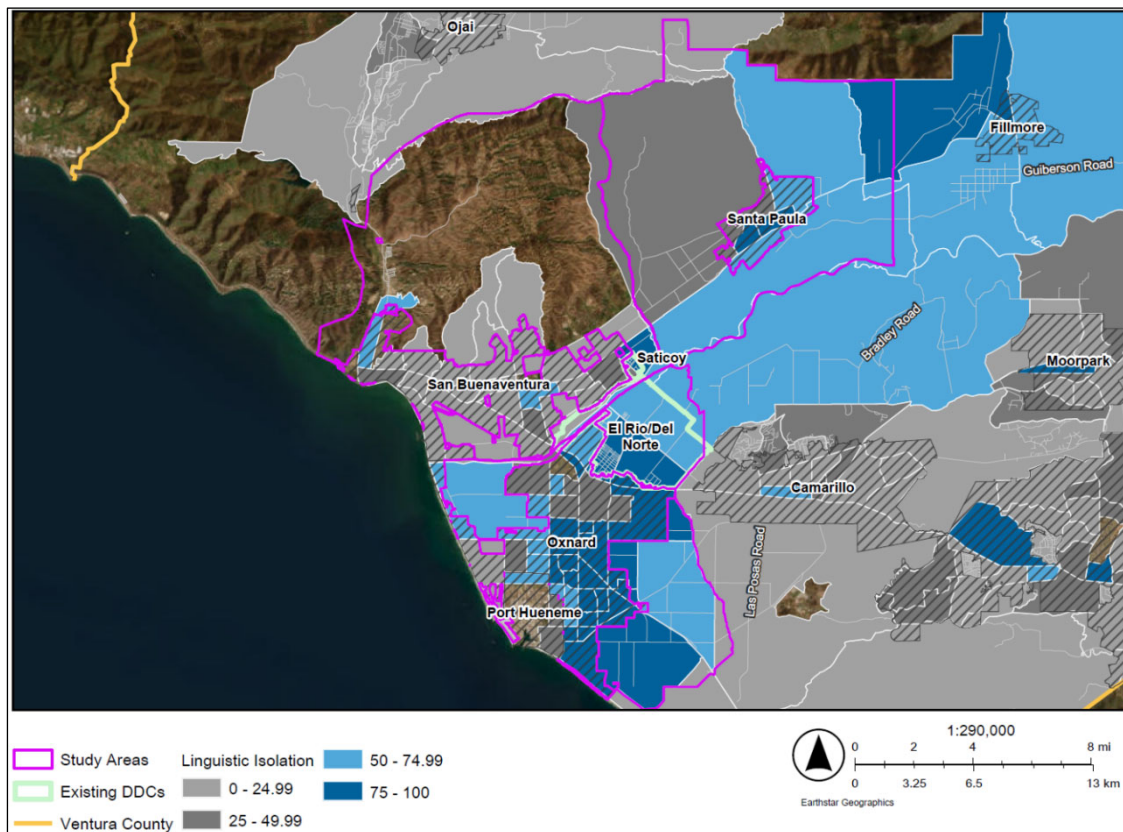 Ojai
Fillmore
Guiberson Road
Santa Paula
Bradley Road
Saticoy
Moorpark
San Buenaventura
El Rio/Del
Norte
Camarillo
Oxnard
Las Posas Road
Port Hueneme
Study Areas
Existing DDCs
Ventura County
Linguistic Isolation
0 - 24.99
25 - 49.99
50 - 74.99
75 - 100
1:290,000
0 2 4 8 mi
0 3.25 6.5 13 km
Earthstar Geographics